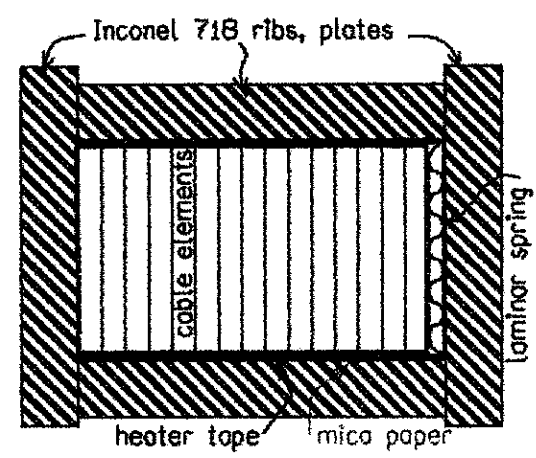 Inconel 718 ribs, plates
cable elements
laminar spring
heater tape
mica paper